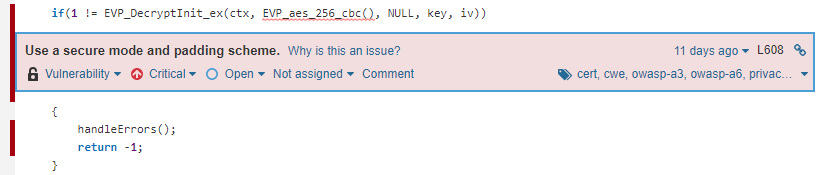 if(1 != EVP_DecryptInit_ex(ctx, EVP_aes_256_cbc(), NULL, key, iv))
Use a secure mode and padding scheme. Why is this an issue? 11 days ago L608
Vulnerability Critical Open Not assigned Comment cert, cwe, owasp-a3, owasp-a6, privac...
{
handleErrors();
return -1;
}